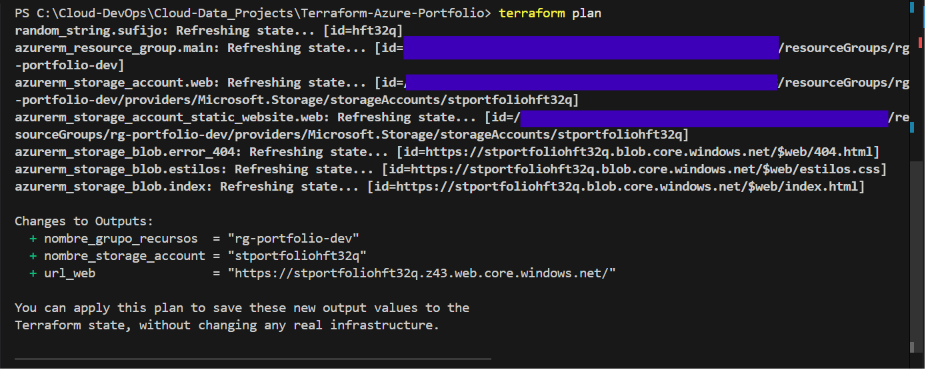 PS C:\Cloud-DevOps\Cloud-Data_Projects\Terraform-Azure-Portfolio> terraform plan
random_string.sufijo: Refreshing state... [id=hft32q]
azurerm_resource_group.main: Refreshing state... [id= /resourceGroups/rg
-portfolio-dev]
azurerm_storage_account.web: Refreshing state... [id=/ /resourceGroups/rg
-portfolio-dev/providers/Microsoft.Storage/storageAccounts/stportfoliohft32q]
azurerm_storage_account_static_website.web: Refreshing state... [id=/ /re
sourceGroups/rg-portfolio-dev/providers/Microsoft.Storage/storageAccounts/stportfoliohft32q]
azurerm_storage_blob.error_404: Refreshing state... [id=https://stportfoliohft32q.blob.core.windows.net/$web/404.html]
azurerm_storage_blob.estilos: Refreshing state... [id=https://stportfoliohft32q.blob.core.windows.net/$web/estilos.css]
azurerm_storage_blob.index: Refreshing state... [id=https://stportfoliohft32q.blob.core.windows.net/$web/index.html]
Changes to Outputs:
+ nombre_grupo_recursos = "rg-portfolio-dev"
+ nombre_storage_account = "stportfoliohft32q"
+ url_web = "https://stportfoliohft32q.z43.web.core.windows.net/"
You can apply this plan to save these new output values to the
Terraform state, without changing any real infrastructure.